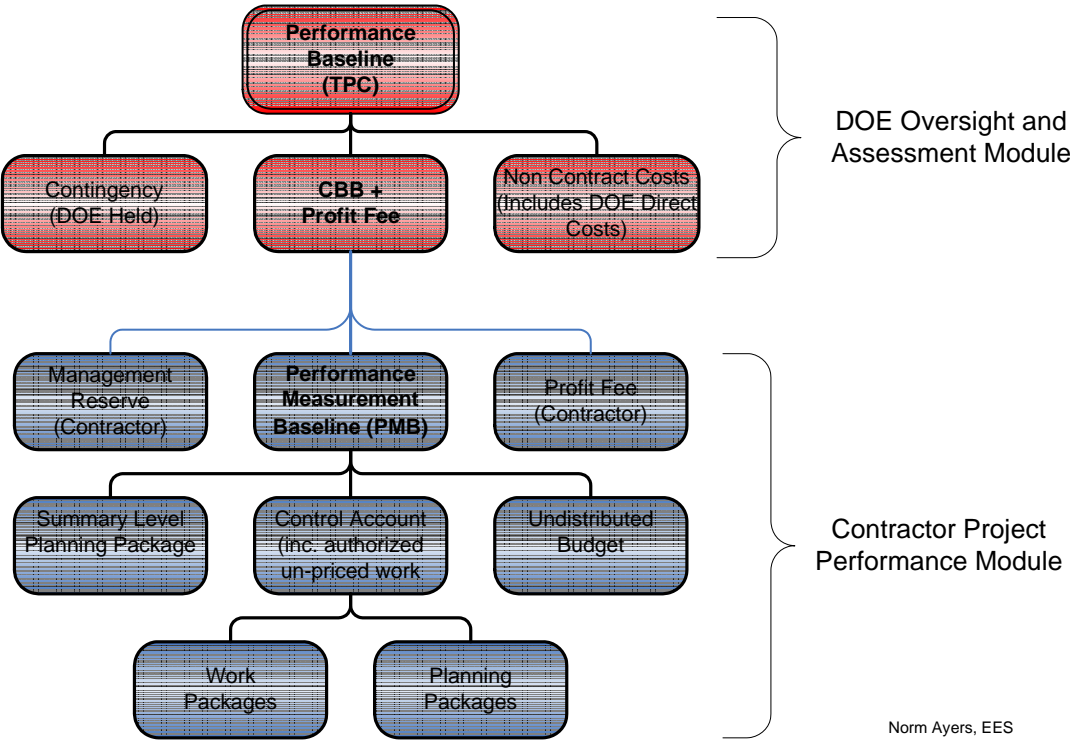 Performance
Baseline
(TPC)
DOE Oversight and
Assessment Module
Contingency
(DOE Held)
CBB +
Profit Fee
Non Contract Costs
(Includes DOE Direct
Costs)
Management
Reserve
(Contractor)
Performance
Measurement
Baseline (PMB)
Profit Fee
(Contractor)
Summary Level
Planning Package
Control Account
(inc. authorized
un-priced work
Undistributed
Budget
Contractor Project
Performance Module
Work
Packages
Planning
Packages
Norm Ayers, EES